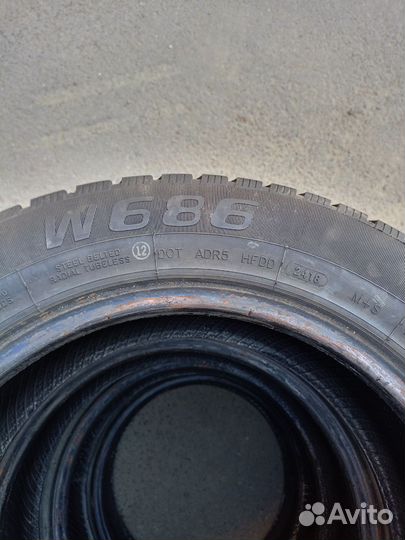 W686
STEEL BELTED
RADIAL TUBELESS
12
DOT ADR5 HFDD 2418
M+S
Avito